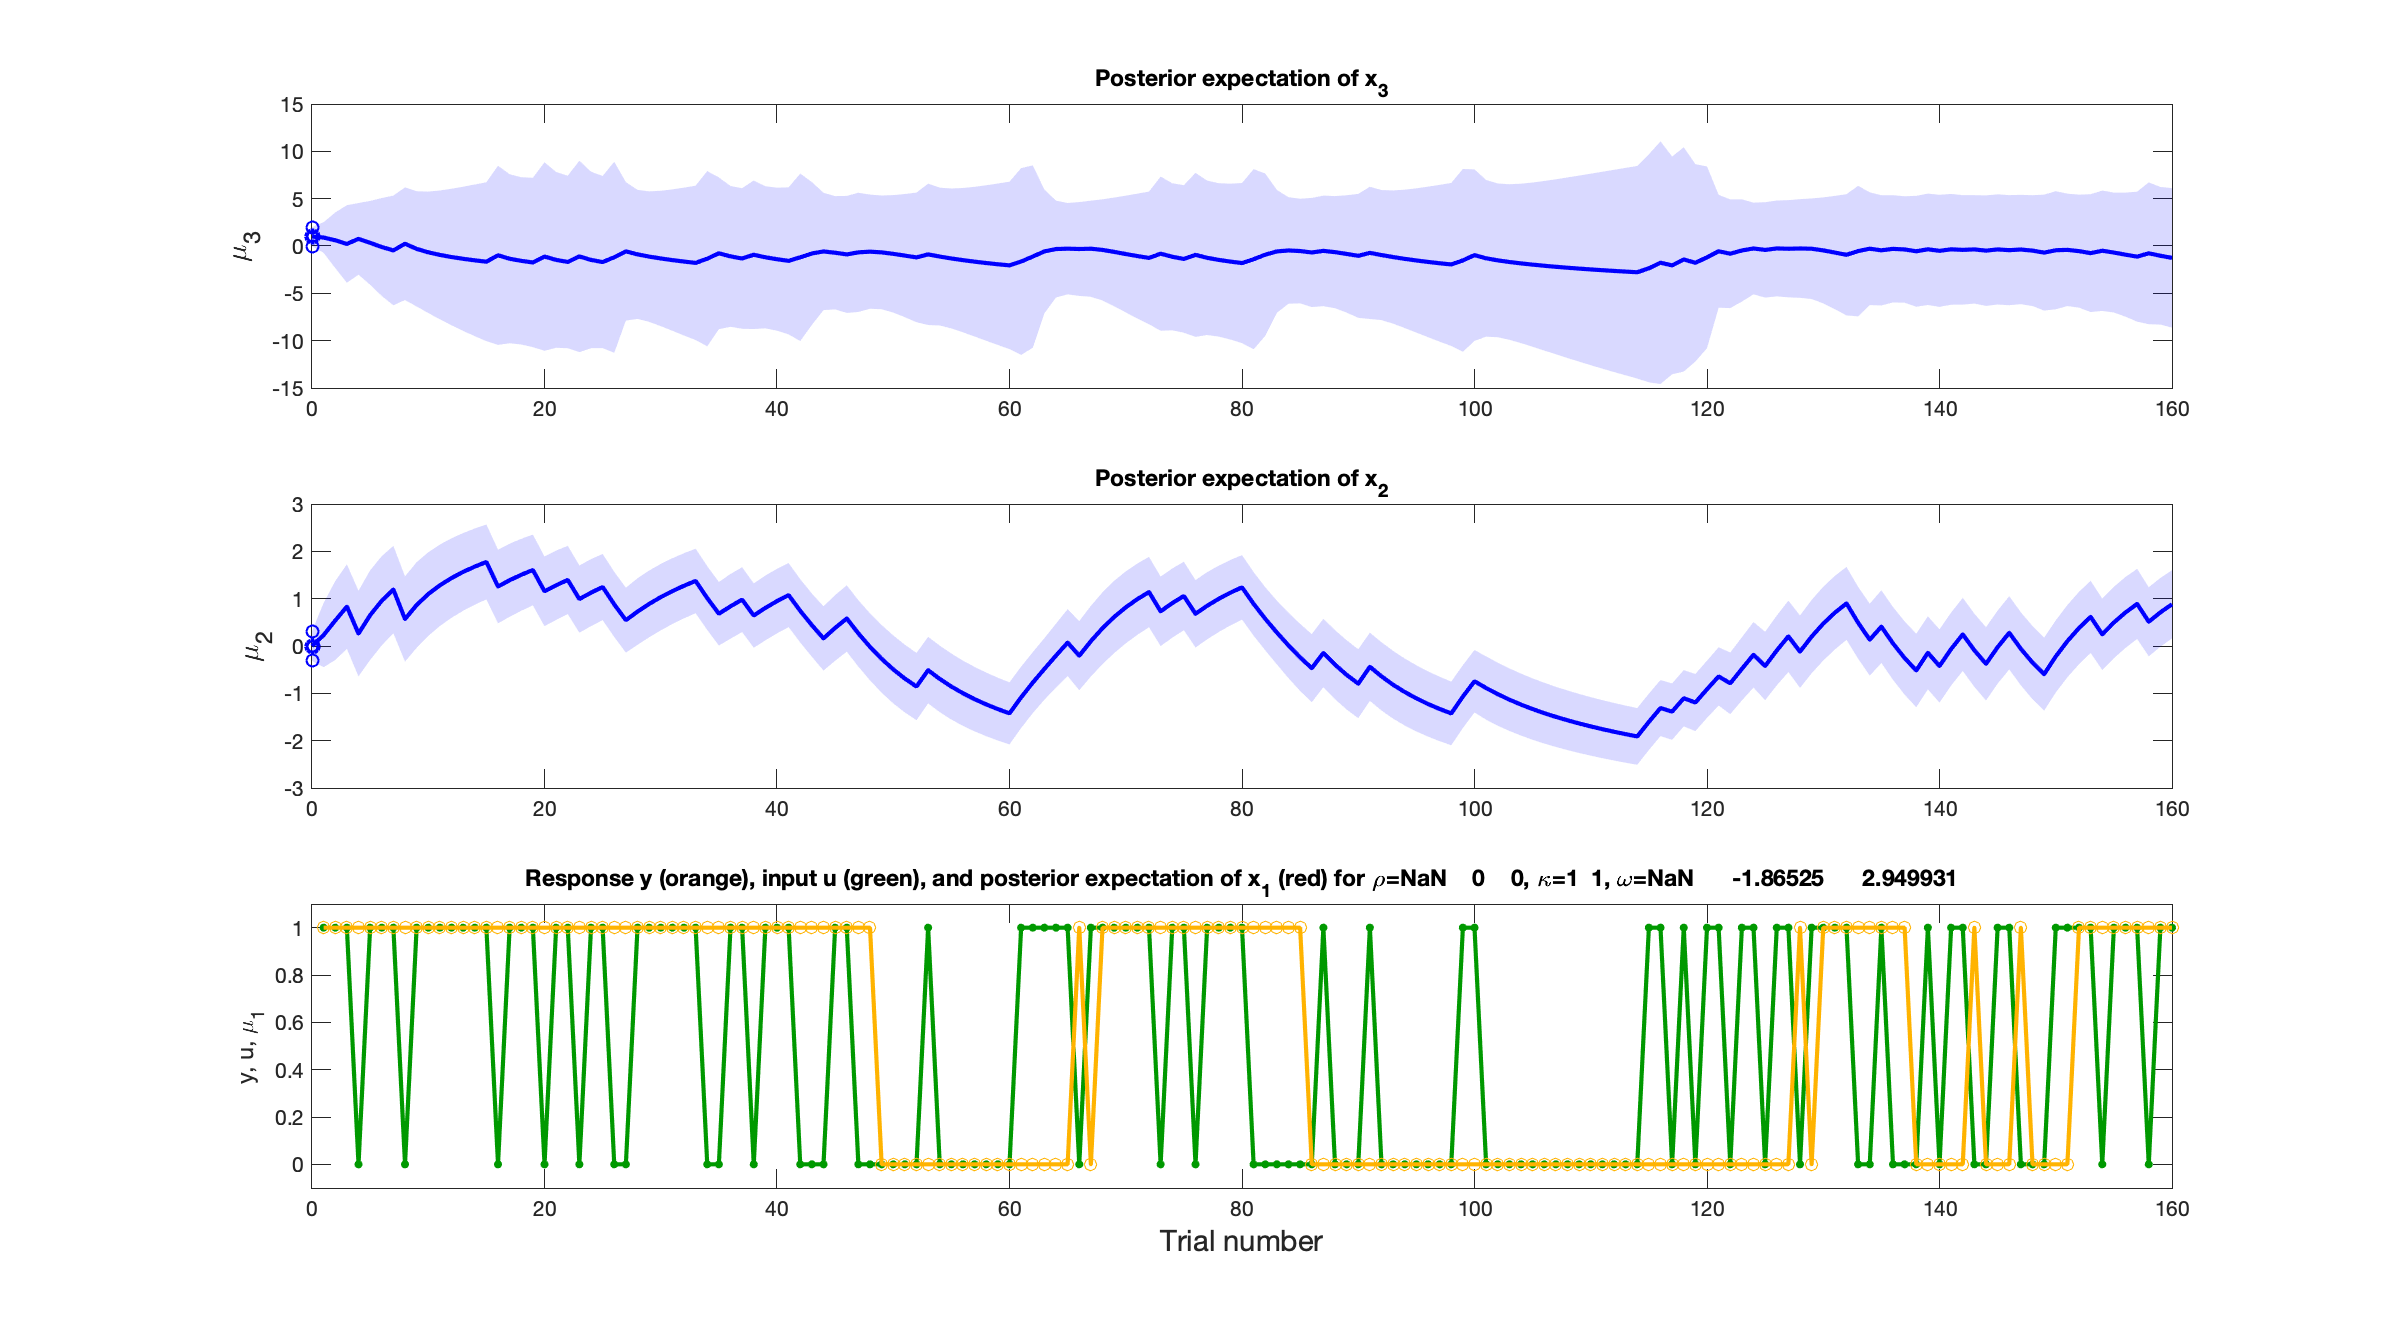 Posterior expectation of x3
15
10
5
0
-5
-10
-15
μ3
0 20 40 60 80 100 120 140 160
Posterior expectation of x2
3
2
1
0
-1
-2
-3
μ2
0 20 40 60 80 100 120 140 160
Response y (orange), input u (green), and posterior expectation of x1 (red) for ρ=NaN 0 0, κ=1 1, ω=NaN -1.86525 2.949931
1
0.8
0.6
0.4
0.2
0
y, u, μ1
0 20 40 60 80 100 120 140 160
Trial number